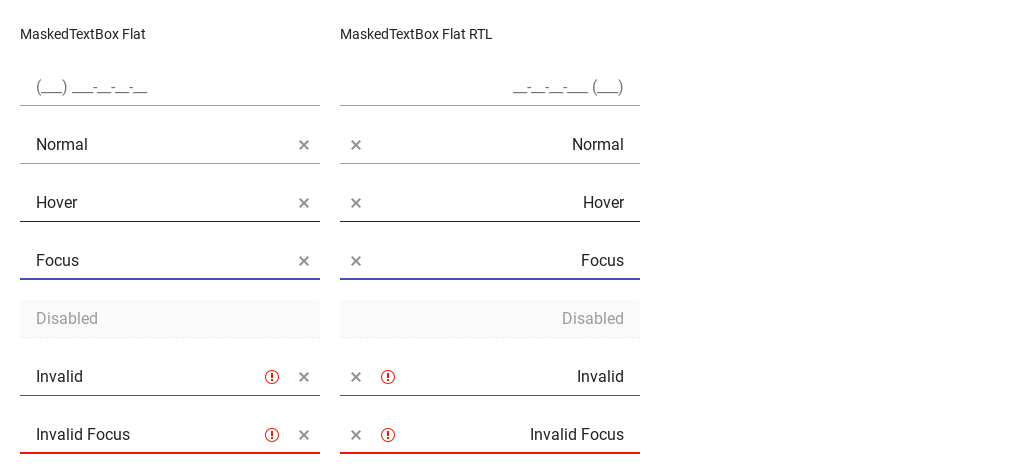 MaskedTextBox Flat MaskedTextBox Flat RTL
(___) ___-__-__-__ __-__-__-___ (___)
Normal Normal
Hover Hover
Focus Focus
Disabled Disabled
Invalid Invalid
Invalid Focus Invalid Focus